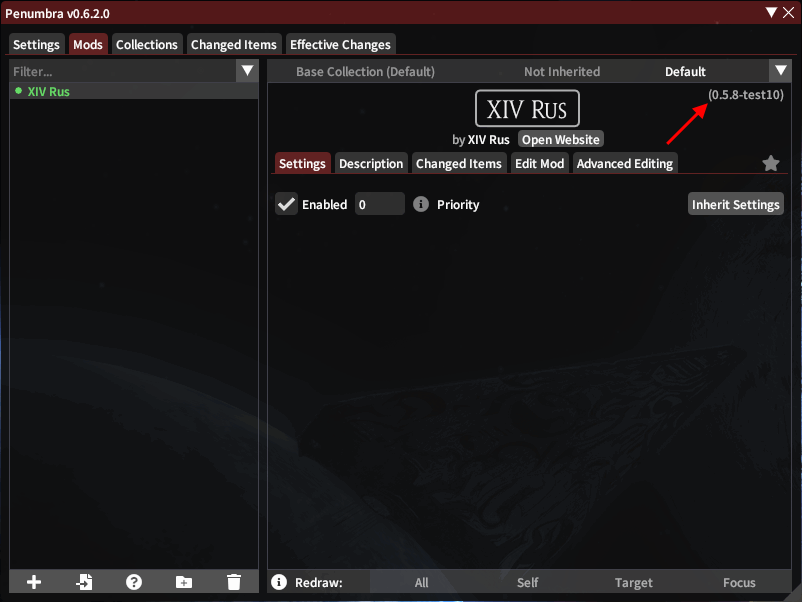 Penumbra v0.6.2.0
Settings Mods Collections Changed Items Effective Changes
Filter...
XIV Rus
Base Collection (Default) Not Inherited Default
(0.5.8-test10)
XIV Rus
by XIV Rus Open Website
Settings Description Changed Items Edit Mod Advanced Editing
Enabled 0 Priority Inherit Settings
Redraw: All Self Target Focus